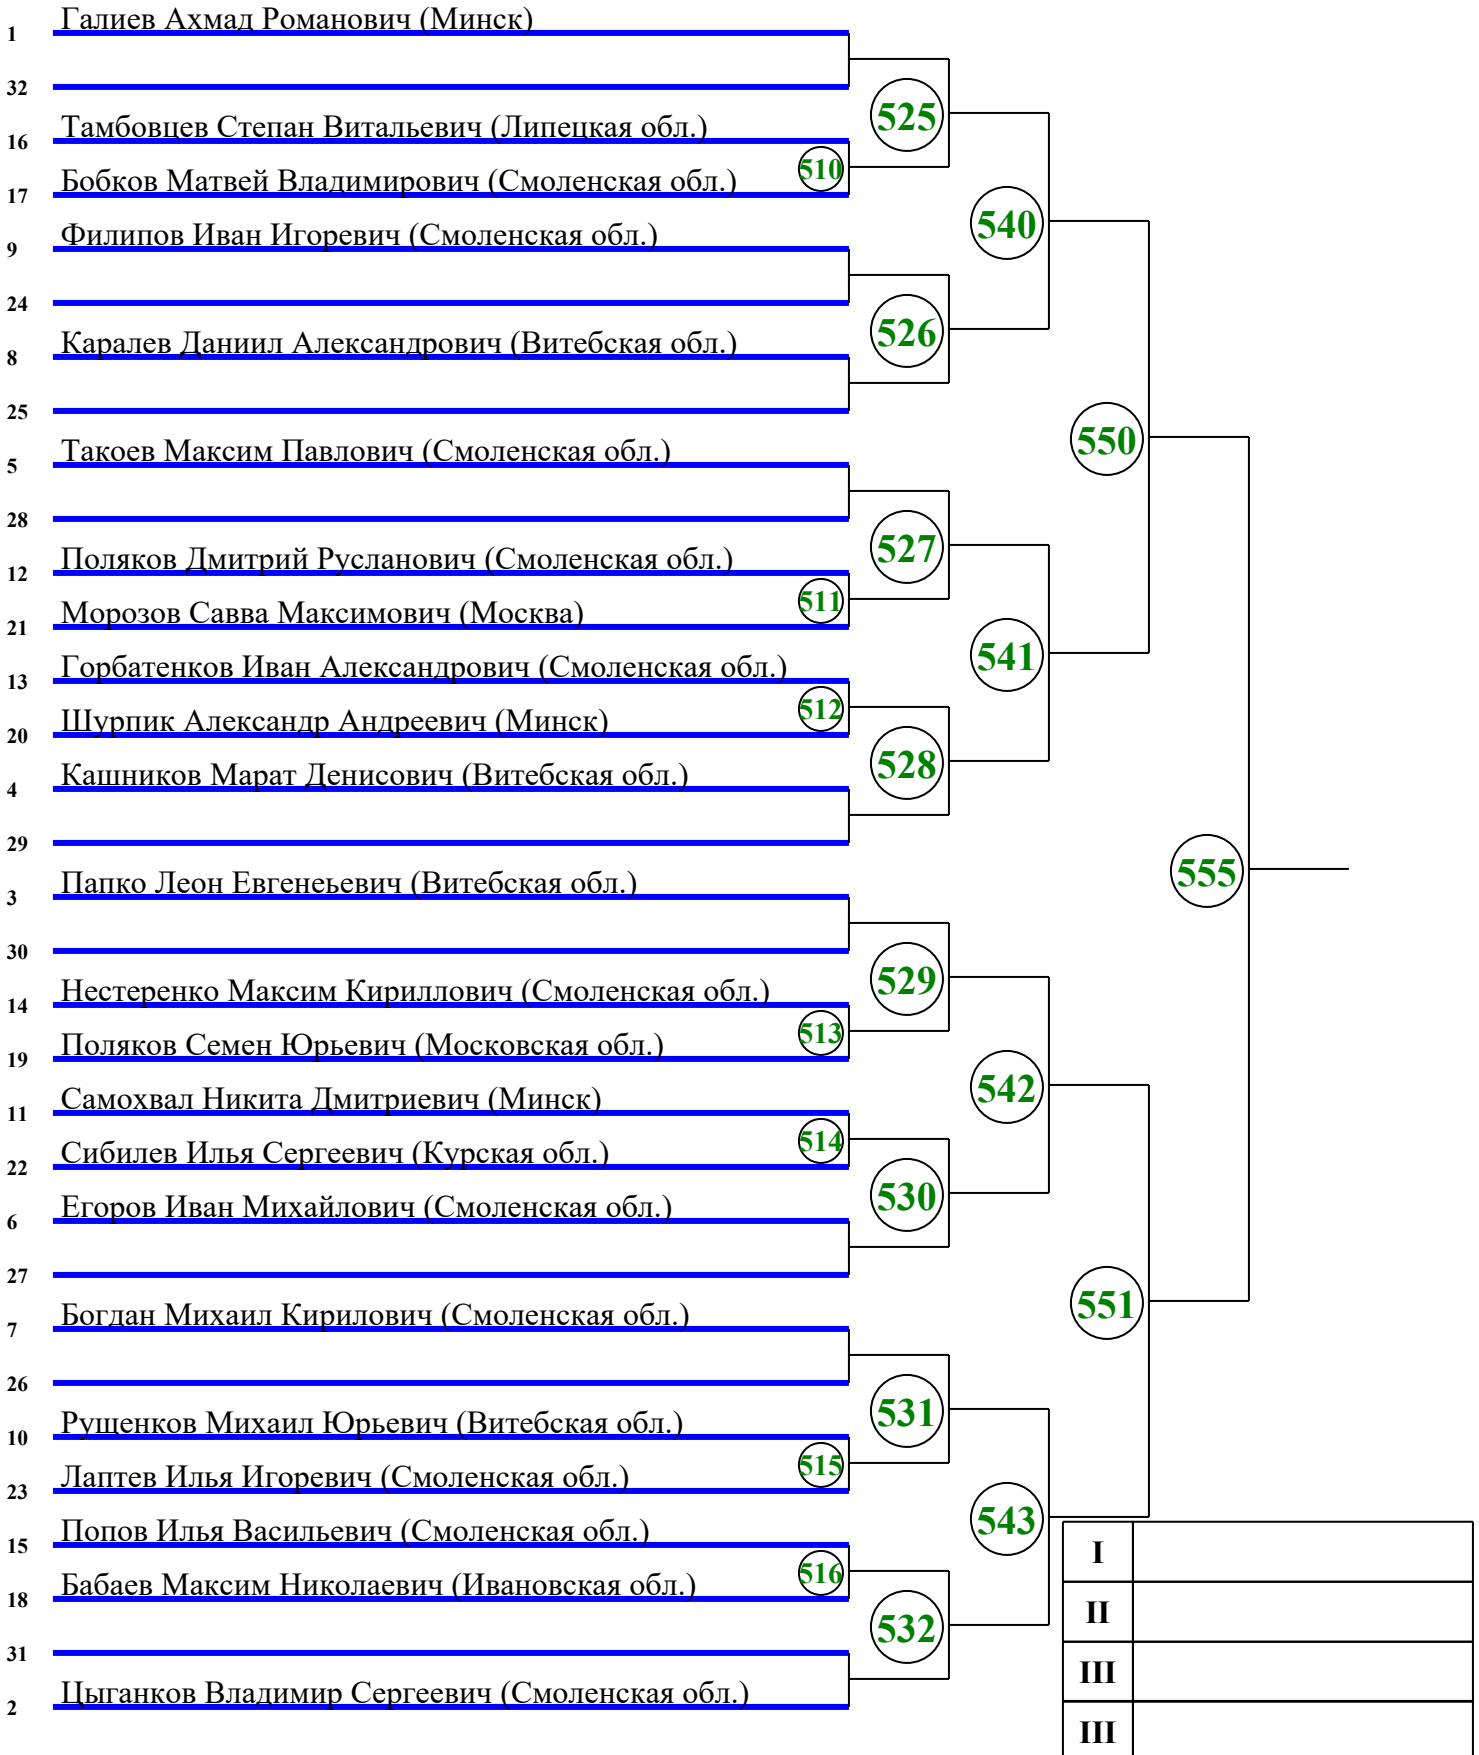 1 Галиев Ахмад Романович (Минск)
32
525
16 Тамбовцев Степан Витальевич (Липецкая обл.)
510
17 Бобков Матвей Владимирович (Смоленская обл.)
540
9 Филипов Иван Игоревич (Смоленская обл.)
24
526
8 Каралев Даниил Александрович (Витебская обл.)
25
550
5 Такоев Максим Павлович (Смоленская обл.)
28
527
12 Поляков Дмитрий Русланович (Смоленская обл.)
511
21 Морозов Савва Максимович (Москва)
541
13 Горбатенков Иван Александрович (Смоленская обл.)
512
20 Шурпик Александр Андреевич (Минск)
528
4 Кашников Марат Денисович (Витебская обл.)
29
555
3 Папко Леон Евгенеьевич (Витебская обл.)
30
529
14 Нестеренко Максим Кириллович (Смоленская обл.)
513
19 Поляков Семен Юрьевич (Московская обл.)
542
11 Самохвал Никита Дмитриевич (Минск)
514
22 Сибилев Илья Сергеевич (Курская обл.)
530
6 Егоров Иван Михайлович (Смоленская обл.)
27
551
7 Богдан Михаил Кирилович (Смоленская обл.)
26
531
10 Рущенков Михаил Юрьевич (Витебская обл.)
515
23 Лаптев Илья Игоревич (Смоленская обл.)
543
15 Попов Илья Васильевич (Смоленская обл.)
516
18 Бабаев Максим Николаевич (Ивановская обл.)
532
31
2 Цыганков Владимир Сергеевич (Смоленская обл.)
I
II
III
III